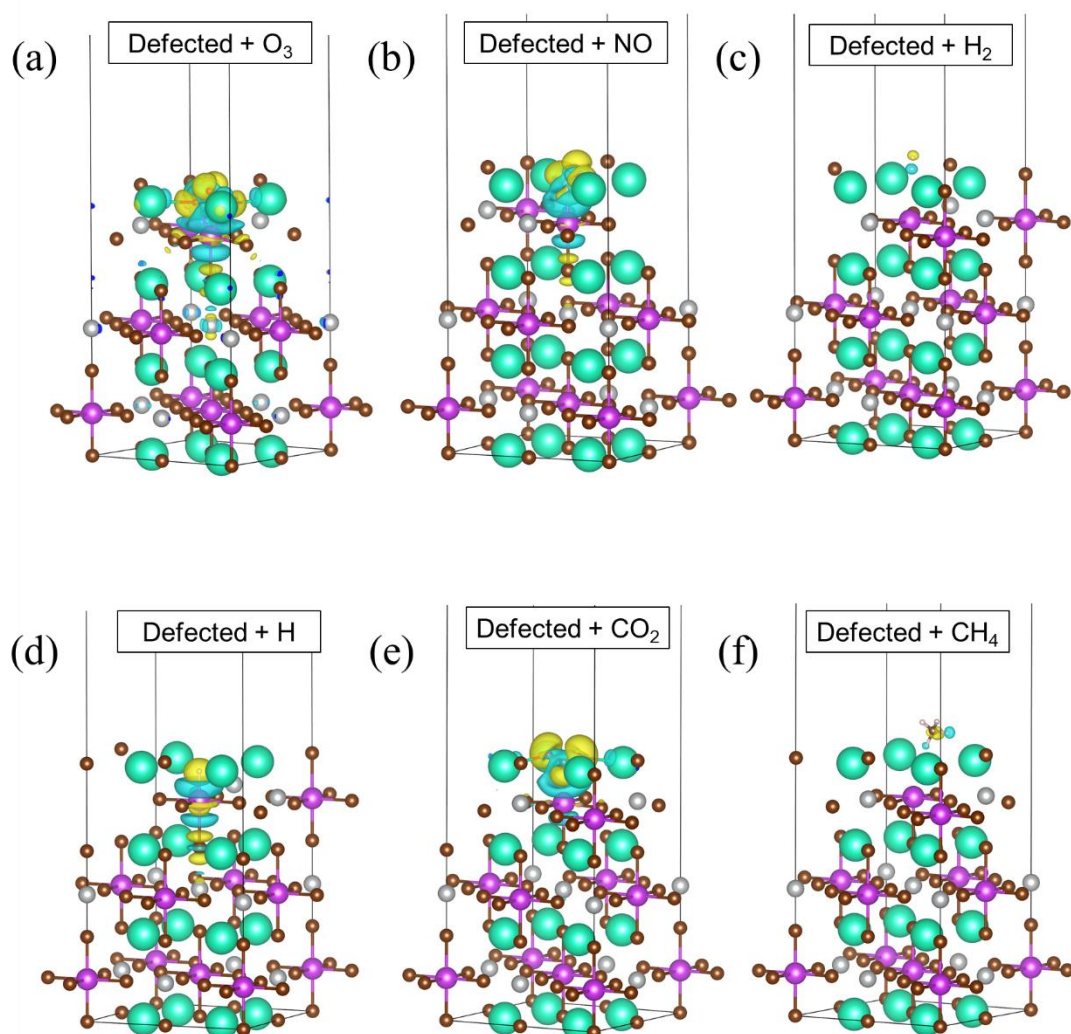 (a) Defected + O₃
(b) Defected + NO
(c) Defected + H₂
(d) Defected + H
(e) Defected + CO₂
(f) Defected + CH₄